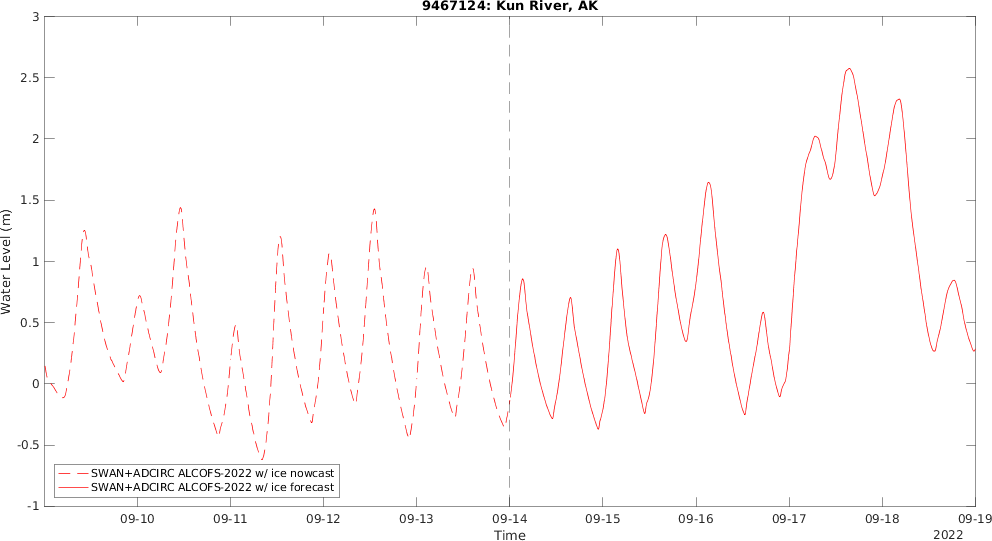 9467124: Kun River, AK
3
2.5
2
1.5
1
0.5
0
-0.5
-1
Water Level (m)
SWAN+ADCIRC ALCOFS-2022 w/ ice nowcast
SWAN+ADCIRC ALCOFS-2022 w/ ice forecast
09-10 09-11 09-12 09-13 09-14 09-15 09-16 09-17 09-18 09-19
Time
2022